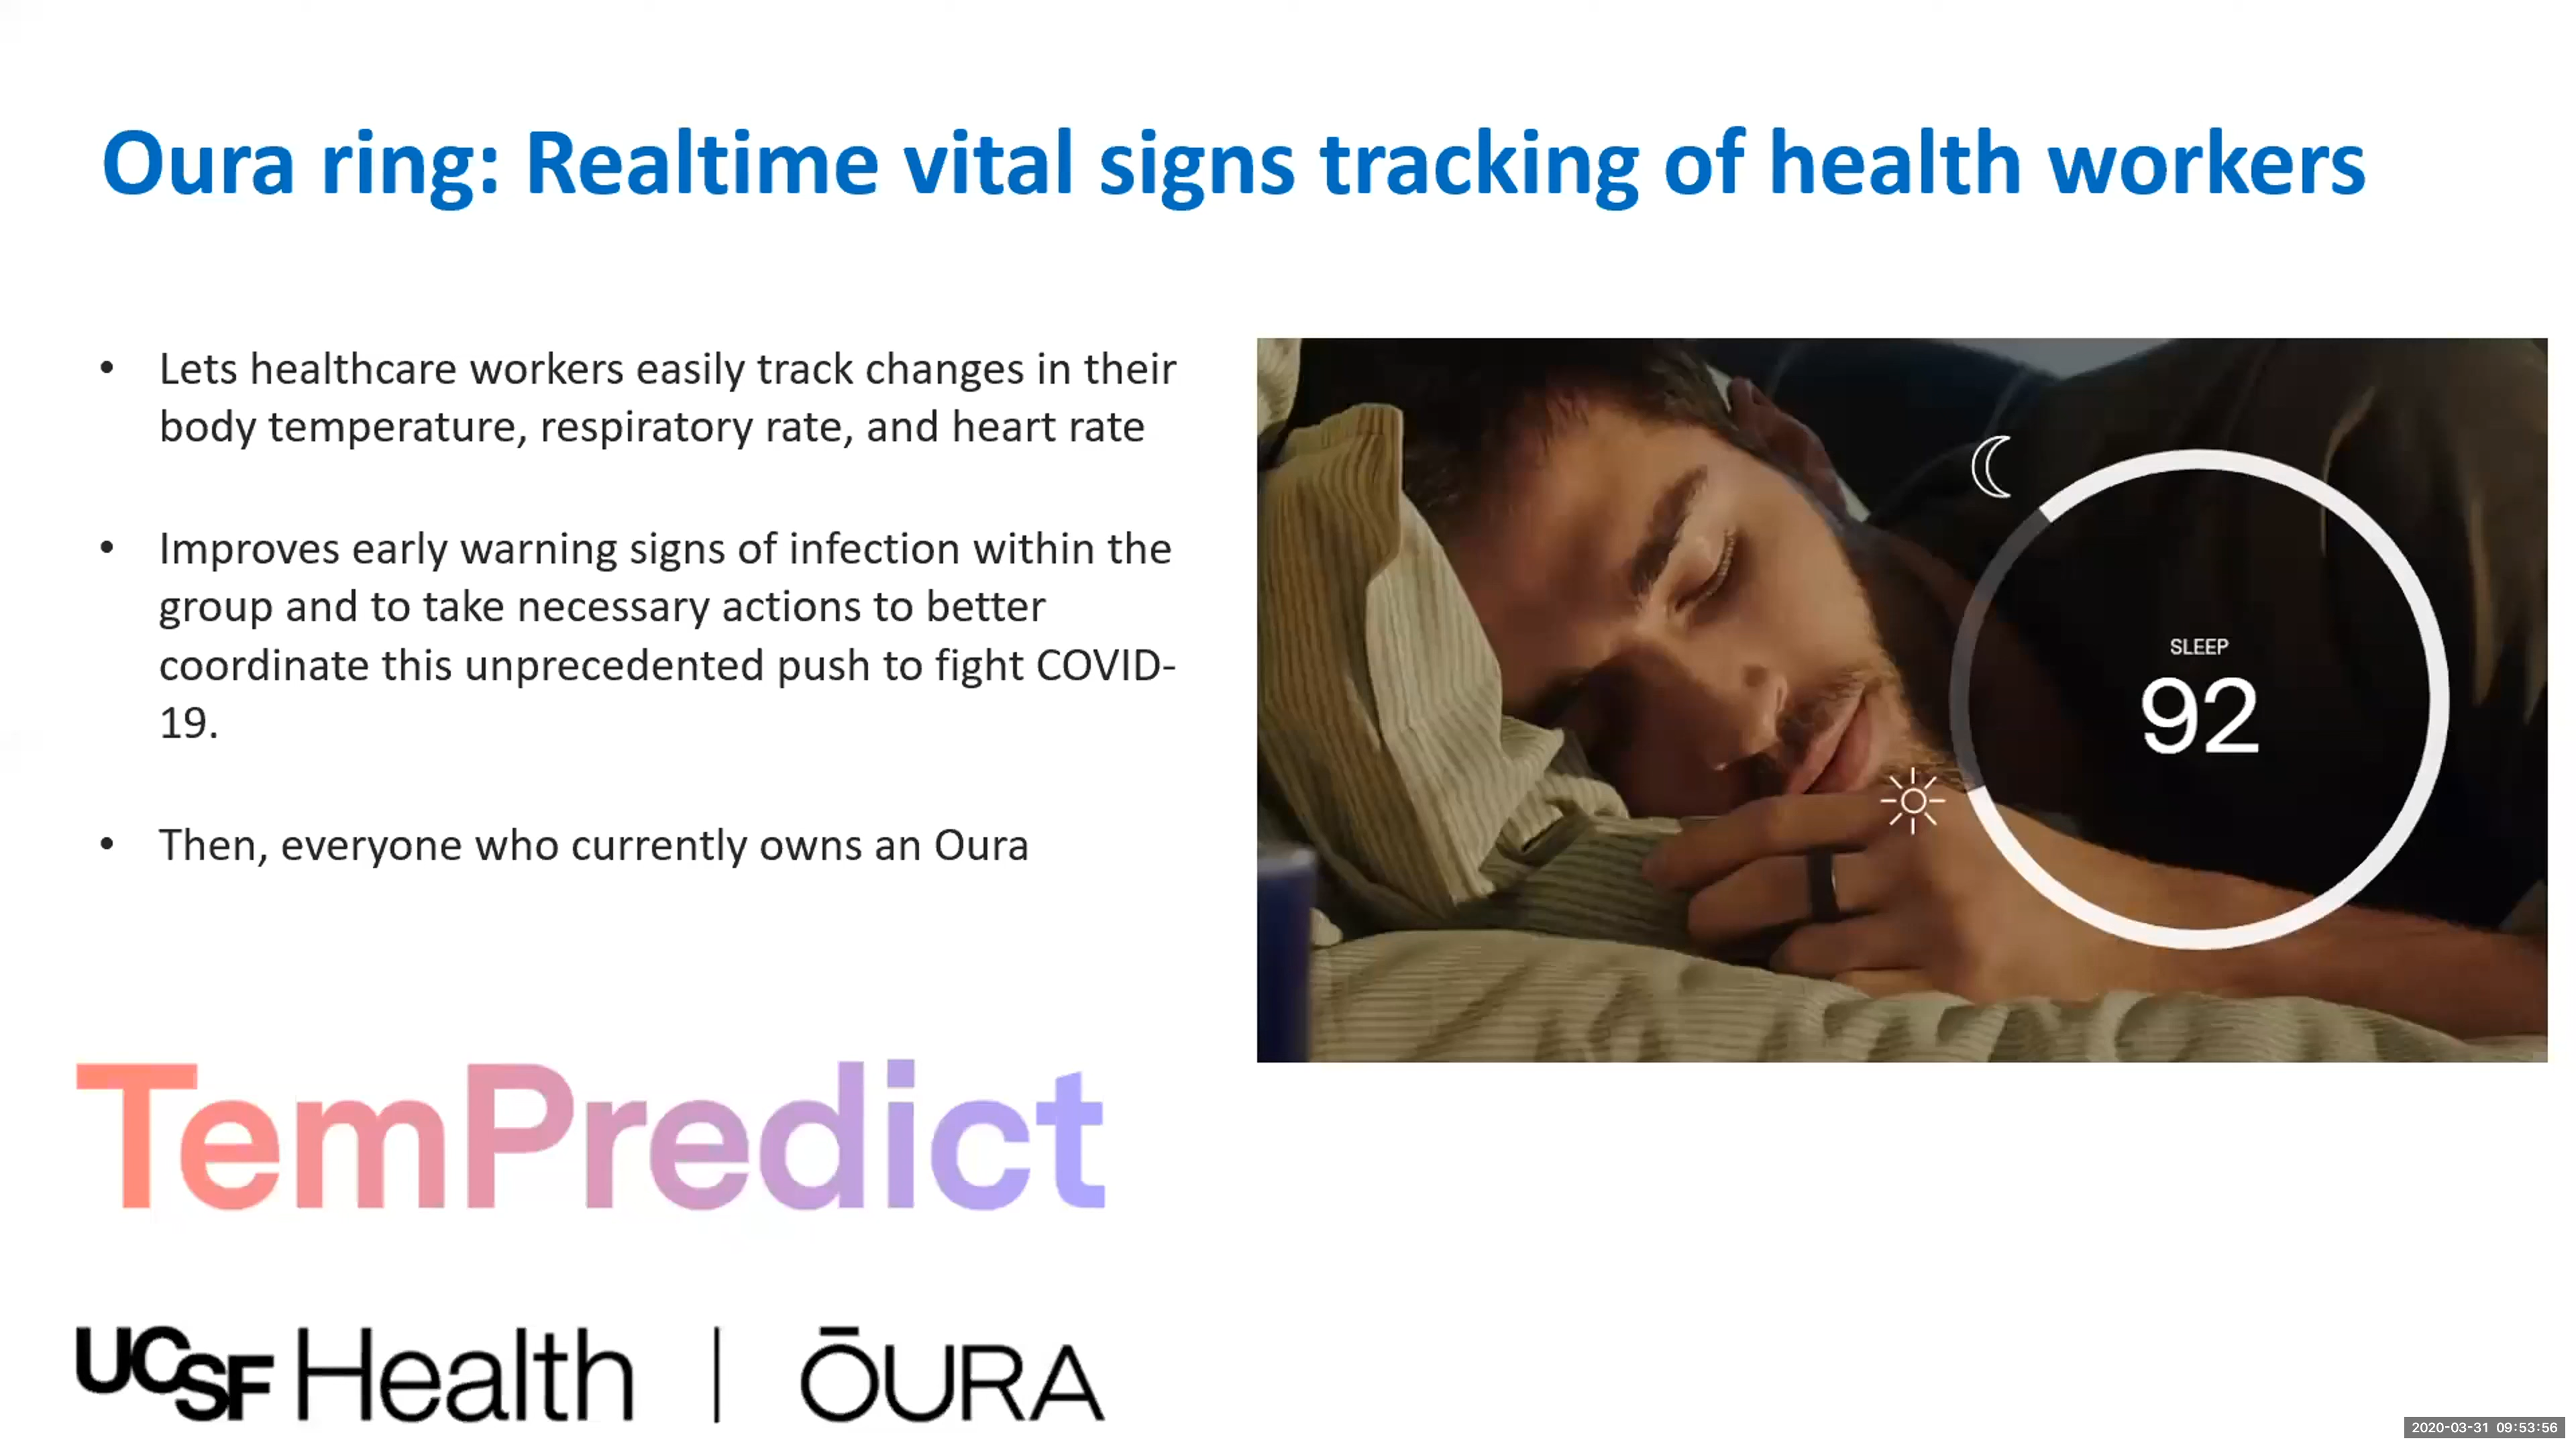 Oura ring: Realtime vital signs tracking of health workers
• Lets healthcare workers easily track changes in their
body temperature, respiratory rate, and heart rate
• Improves early warning signs of infection within the
group and to take necessary actions to better
coordinate this unprecedented push to fight COVID-
19.
• Then, everyone who currently owns an Oura
SLEEP
92
TemPredict
UCSF Health | ŌURA
2020-03-31 09:53:56